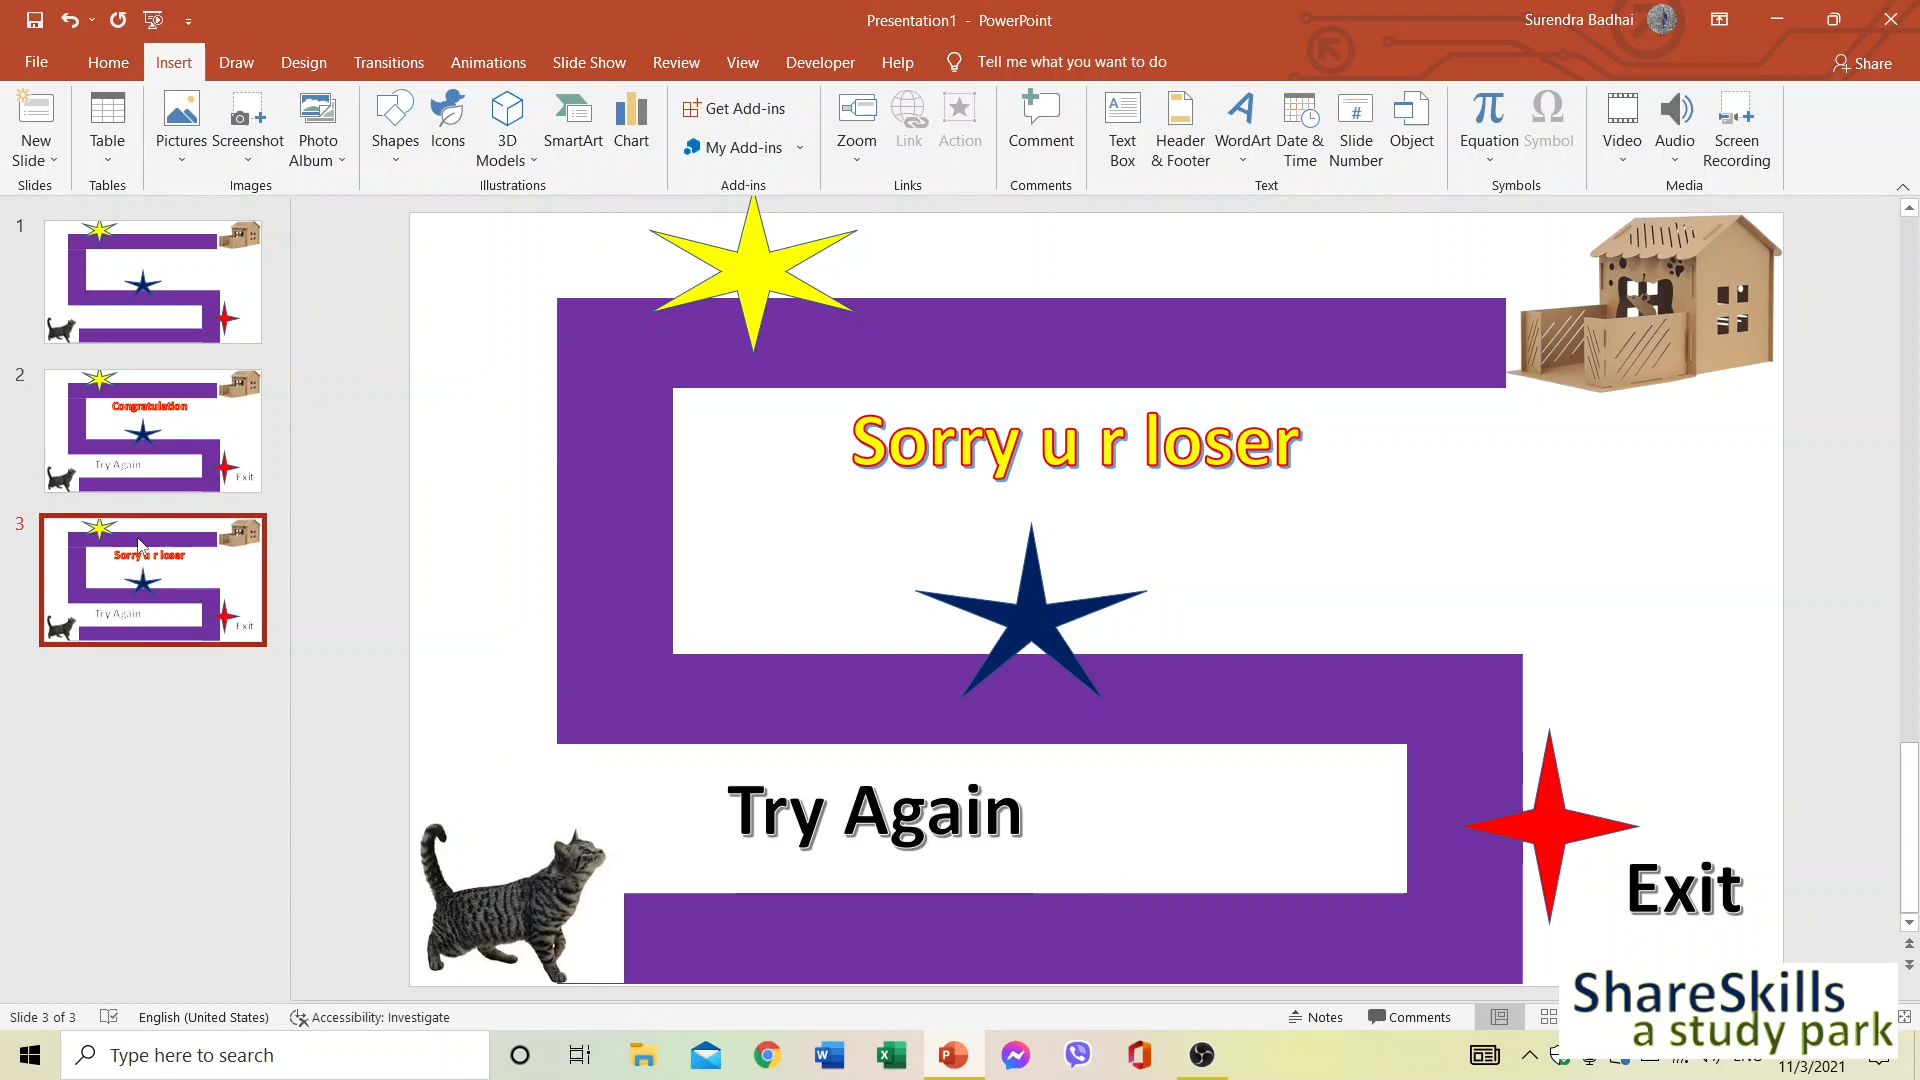 Presentation1 - PowerPoint
Surendra Badhai
File Home Insert Draw Design Transitions Animations Slide Show Review View Developer Help Tell me what you want to do
Share
New Slide
Table
Pictures
Screenshot
Photo Album
Shapes
Icons
3D Models
SmartArt
Chart
Get Add-ins
My Add-ins
Zoom
Link
Action
Comment
Text Box
Header & Footer
WordArt
Date & Time
Slide Number
Object
Equation
Symbol
Video
Audio
Screen Recording
Slides Tables Images Illustrations Add-ins Links Comments Text Symbols Media
1
2
Congratulation
Try Again
Exit
3
Sorry u r loser
Try Again
Exit
Sorry u r loser
Try Again
Exit
ShareSkills
a study park
Slide 3 of 3 English (United States) Accessibility: Investigate Notes Comments
Type here to search
11/3/2021